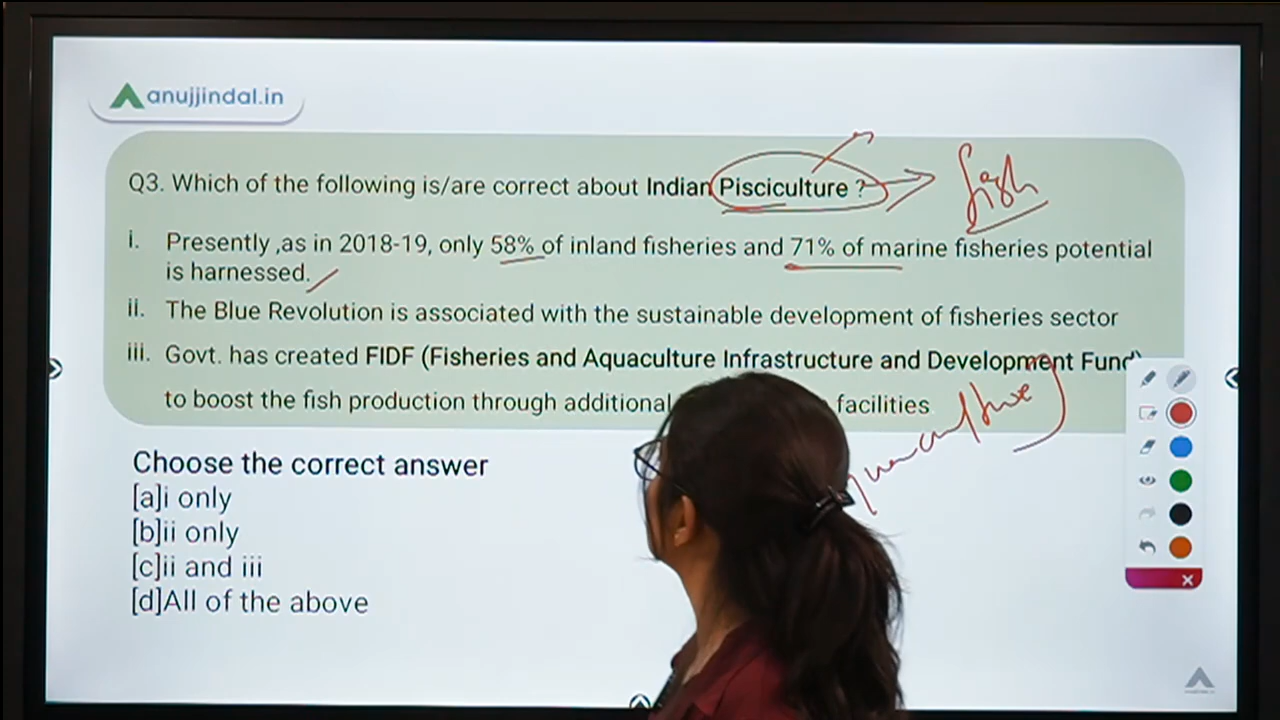 anujjindal.in
Q3. Which of the following is/are correct about Indian Pisciculture ?
fish
i. Presently ,as in 2018-19, only 58% of inland fisheries and 71% of marine fisheries potential
is harnessed.
ii. The Blue Revolution is associated with the sustainable development of fisheries sector
iii. Govt. has created FIDF (Fisheries and Aquaculture Infrastructure and Development Fund)
to boost the fish production through additional facilities
Choose the correct answer
[a]i only
[b]ii only
[c]ii and iii
[d]All of the above